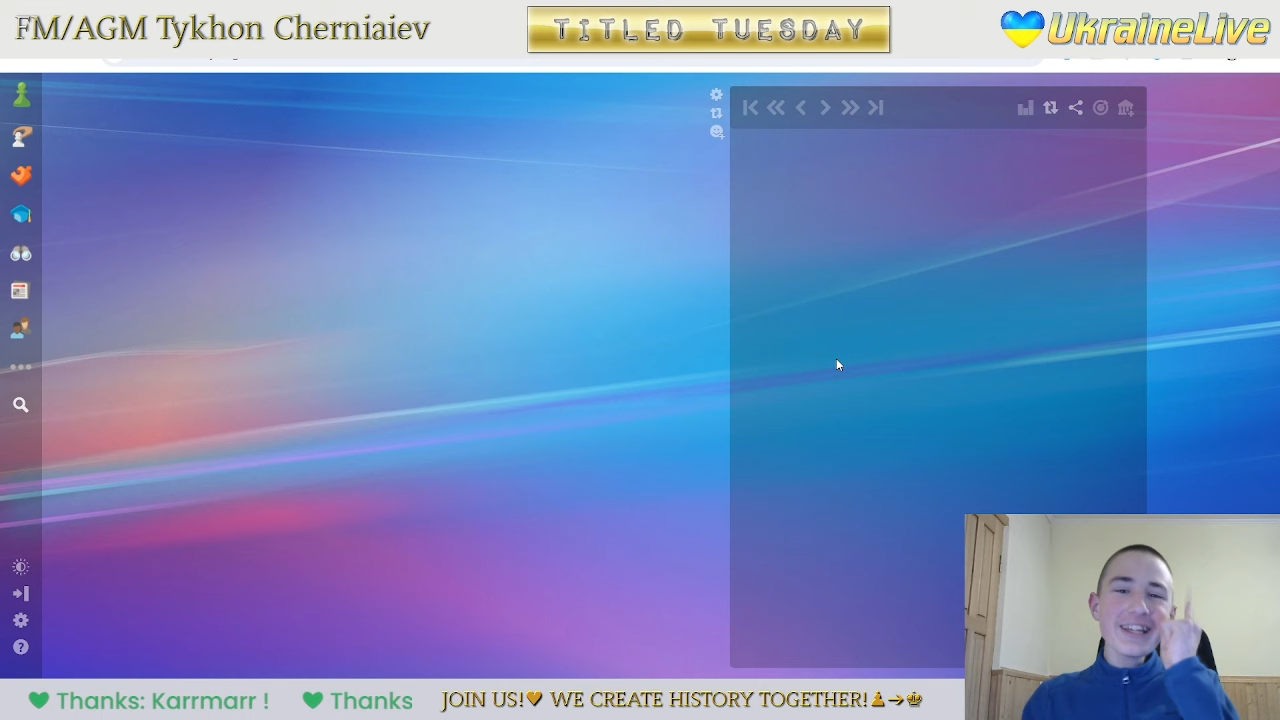 FM/AGM Tykhon Cherniaiev
TITLED TUESDAY
UkraineLive
Thanks: Karrmarr !
Thanks
JOIN US! WE CREATE HISTORY TOGETHER!